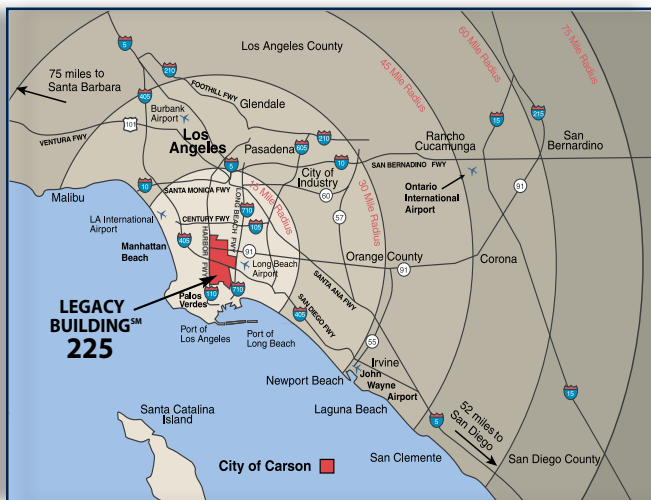 Los Angeles County
75 miles to
Santa Barbara
5
210
FOOTHILL FWY
405
Burbank
Airport
Glendale
101
VENTURA FWY
Los
Angeles
Pasadena
210
605
5
10
City of
Industry
SAN BERNARDINO FWY
Rancho
Cucamonga
15
215
San
Bernardino
45 Mile Radius
60 Mile Radius
75 Mile Radius
Malibu
10
SANTA MONICA FWY
15 Mile Radius
30 Mile Radius
60
57
Ontario
International
Airport
91
LA International
Airport
CENTURY FWY
LONG BEACH FWY
710
105
Manhattan
Beach
405
HARBOR FWY
91
Long Beach
Airport
Orange County
91
Corona
LEGACY
BUILDING℠
225
Palos
Verdes
110
710
SANTA ANA FWY
SAN DIEGO FWY
405
Port of
Los Angeles
Port of
Long Beach
55
Irvine
John
Wayne
Airport
Newport Beach
Laguna Beach
15
Santa Catalina
Island
5
52 miles to
San Diego
City of Carson
San Clemente
San Diego County